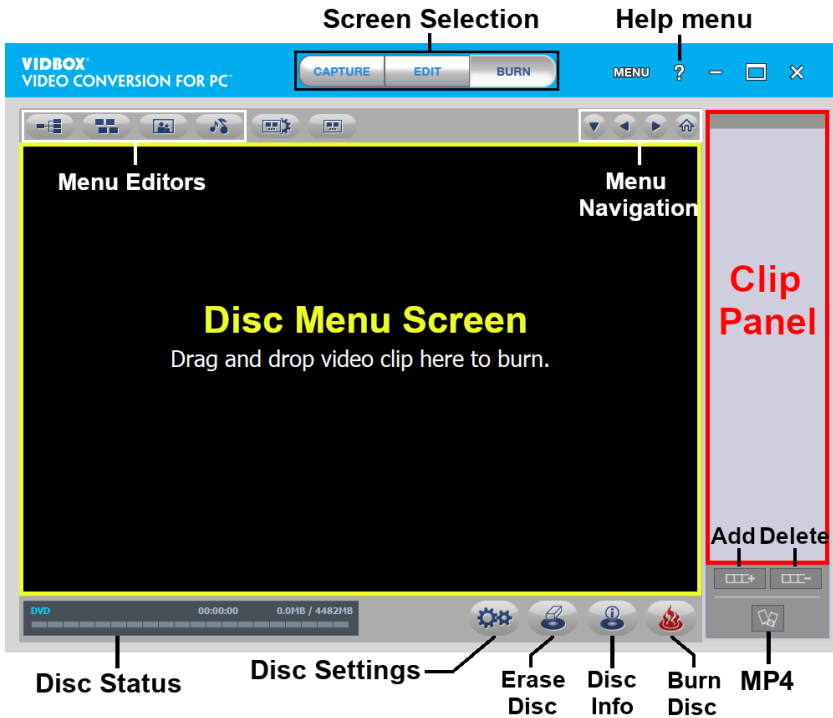 Screen Selection
Help menu
VIDBOX
VIDEO CONVERSION FOR PC
CAPTURE
EDIT
BURN
MENU
?
Menu Editors
Menu
Navigation
Clip
Panel
Disc Menu Screen
Drag and drop video clip here to burn.
Add
Delete
DVD
00:00:00
0.0MB / 4482MB
Disc Status
Disc Settings
Erase
Disc
Disc
Info
Burn
Disc
MP4